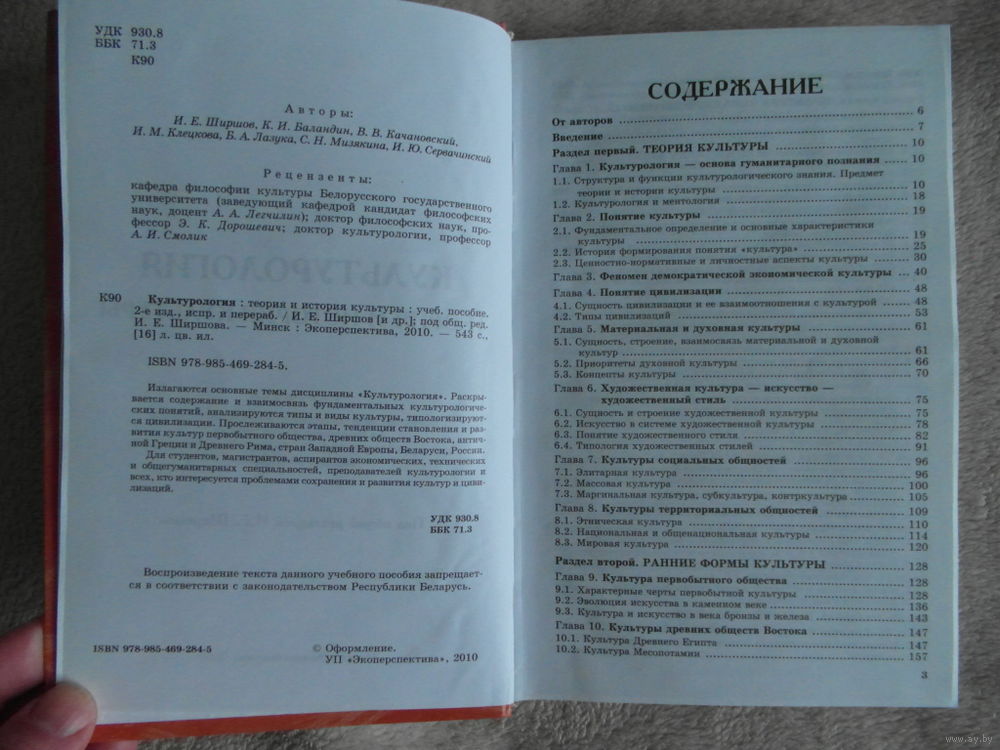 УДК 930.8
ББК 71.3
К90
Авторы:
И. Е. Ширшов, К. И. Баландин, В. В. Качановский,
И. М. Клецкова, Б. А. Лазука, С. Н. Мизякина, И. Ю. Сервачинский
Рецензенты:
кафедра философии культуры Белорусского государственного
университета (заведующий кафедрой кандидат философских
наук, доцент А. А. Легчилин); доктор философских наук, про-
фессор Э. К. Дорошевич; доктор культурологии, профессор
А. И. Смолик
К90 Культурология : теория и история культуры : учеб. пособие.
2-е изд., испр. и перераб. / И. Е. Ширшов [и др.]; под общ. ред.
И. Е. Ширшова. — Минск : Экоперспектива, 2010. — 543 с.,
[16] л. цв. ил.
ISBN 978-985-469-284-5.
Излагаются основные темы дисциплины «Культурология». Раскры-
вается содержание и взаимосвязь фундаментальных культурологиче-
ских понятий, анализируются типы и виды культуры, типологизируют-
ся цивилизации. Прослеживаются этапы, тенденции становления и раз-
вития культур первобытного общества, древних обществ Востока, антич-
ной Греции и Древнего Рима, стран Западной Европы, Беларуси, России.
Для студентов, магистрантов, аспирантов экономических, технических
и общегуманитарных специальностей, преподавателей культурологии и
всех, кто интересуется проблемами сохранения и развития культур и циви-
лизаций.
УДК 930.8
ББК 71.3
Воспроизведение текста данного учебного пособия запрещает-
ся в соответствии с законодательством Республики Беларусь.
ISBN 978-985-469-284-5
© Оформление.
УП «Экоперспектива», 2010
СОДЕРЖАНИЕ
От авторов 6
Введение 7
Раздел первый. ТЕОРИЯ КУЛЬТУРЫ 10
Глава 1. Культурология — основа гуманитарного познания 10
1.1. Структура и функции культурологического знания. Предмет
теории и истории культуры 10
1.2. Культурология и ментология 18
Глава 2. Понятие культуры 19
2.1. Фундаментальное определение и основные характеристики
культуры 19
2.2. История формирования понятия «культура» 25
2.3. Ценностно-нормативные и личностные аспекты культуры 30
Глава 3. Феномен демократической экономической культуры 40
Глава 4. Понятие цивилизации 48
4.1. Сущность цивилизации и ее взаимоотношения с культурой 48
4.2. Типы цивилизаций 53
Глава 5. Материальная и духовная культуры 61
5.1. Сущность, строение, взаимосвязь материальной и духовной
культур 61
5.2. Приоритеты духовной культуры 66
5.3. Концепты культуры 70
Глава 6. Художественная культура — искусство —
художественный стиль 75
6.1. Сущность и строение художественной культуры 75
6.2. Искусство в системе художественной культуры 78
6.3. Понятие художественного стиля 82
6.4. Типология художественных стилей 91
Глава 7. Культуры социальных общностей 96
7.1. Элитарная культура 96
7.2. Массовая культура 100
7.3. Маргинальная культура, субкультура, контркультура 105
Глава 8. Культуры территориальных общностей 109
8.1. Этническая культура 110
8.2. Национальная и общенациональная культуры 114
8.3. Мировая культура 120
Раздел второй. РАННИЕ ФОРМЫ КУЛЬТУРЫ 128
Глава 9. Культура первобытного общества 128
9.1. Характерные черты первобытной культуры 128
9.2. Эволюция искусства в каменном веке 136
9.3. Культура и искусство в века бронзы и железа 143
Глава 10. Культуры древних обществ Востока 147
10.1. Культура Древнего Египта 147
10.2. Культура Месопотамии 157
3
www.ay.by